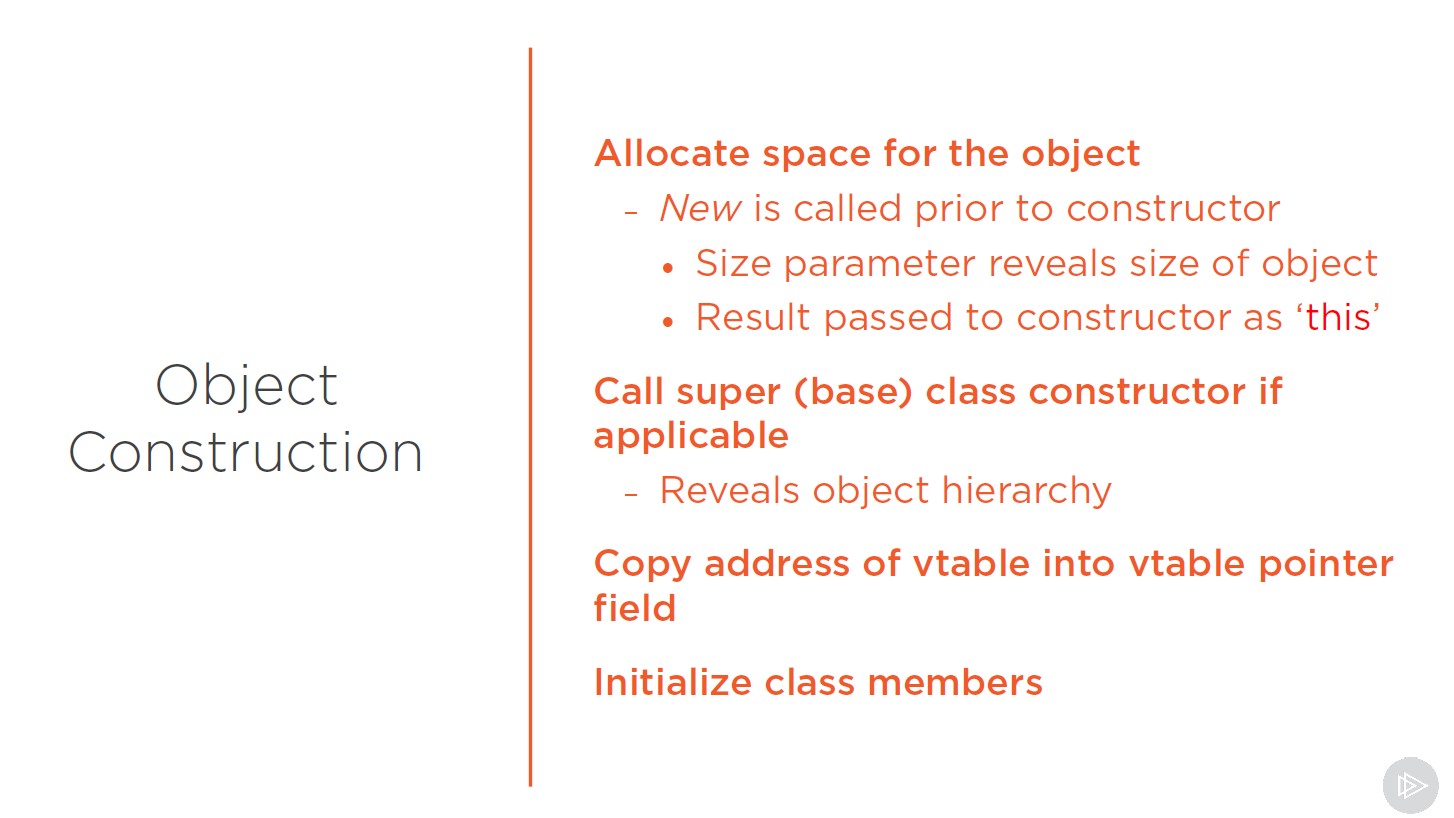 Object
Construction
Allocate space for the object
– New is called prior to constructor
• Size parameter reveals size of object
• Result passed to constructor as ‘this’
Call super (base) class constructor if
applicable
– Reveals object hierarchy
Copy address of vtable into vtable pointer
field
Initialize class members